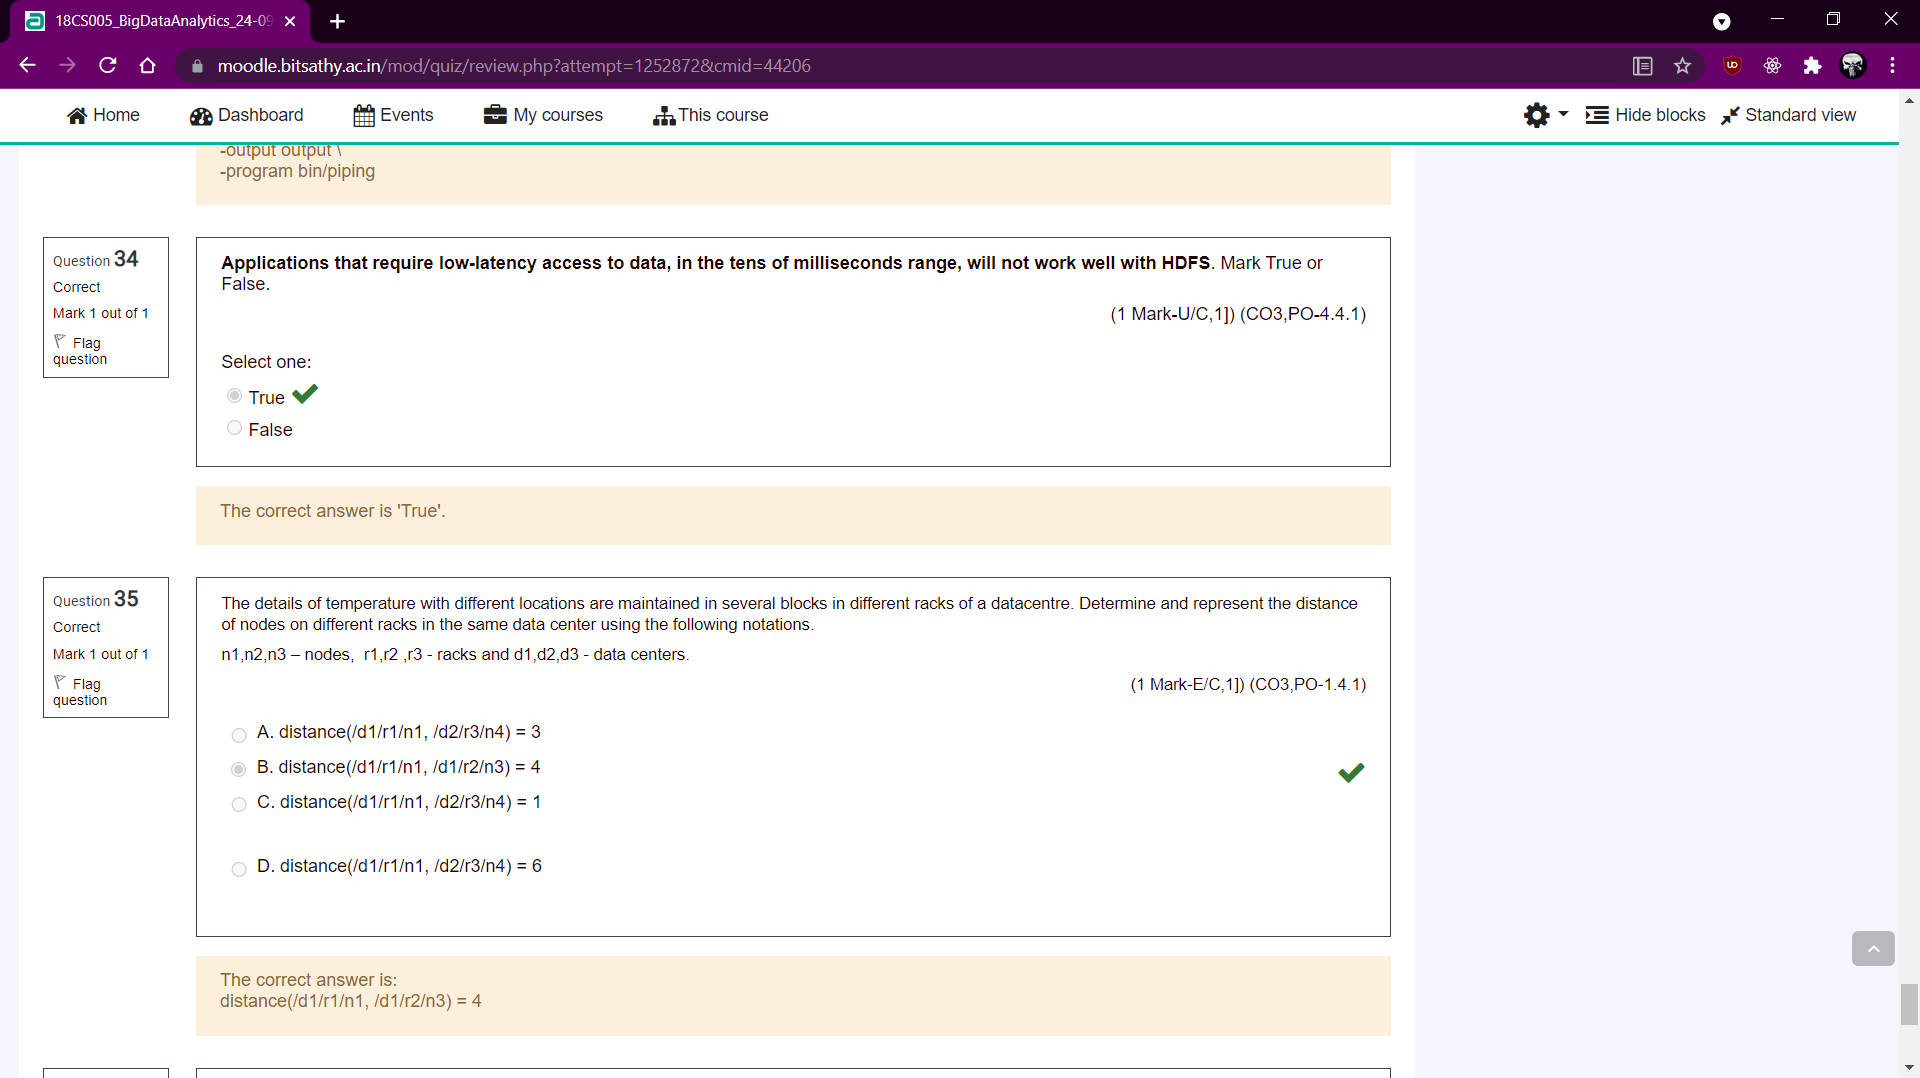 18CS005_BigDataAnalytics_24-09
moodle.bitsathy.ac.in/mod/quiz/review.php?attempt=1252872&cmid=44206
Home Dashboard Events My courses This course Hide blocks Standard view
-output output \
-program bin/piping
Question 34
Correct
Mark 1 out of 1
Flag
question
Applications that require low-latency access to data, in the tens of milliseconds range, will not work well with HDFS. Mark True or
False.
(1 Mark-U/C,1]) (CO3,PO-4.4.1)
Select one:
True
False
The correct answer is 'True'.
Question 35
Correct
Mark 1 out of 1
Flag
question
The details of temperature with different locations are maintained in several blocks in different racks of a datacentre. Determine and represent the distance
of nodes on different racks in the same data center using the following notations.
n1,n2,n3 – nodes,  r1,r2 ,r3 - racks and d1,d2,d3 - data centers.
(1 Mark-E/C,1]) (CO3,PO-1.4.1)
A. distance(/d1/r1/n1, /d2/r3/n4) = 3
B. distance(/d1/r1/n1, /d1/r2/n3) = 4
C. distance(/d1/r1/n1, /d2/r3/n4) = 1
D. distance(/d1/r1/n1, /d2/r3/n4) = 6
The correct answer is:
distance(/d1/r1/n1, /d1/r2/n3) = 4